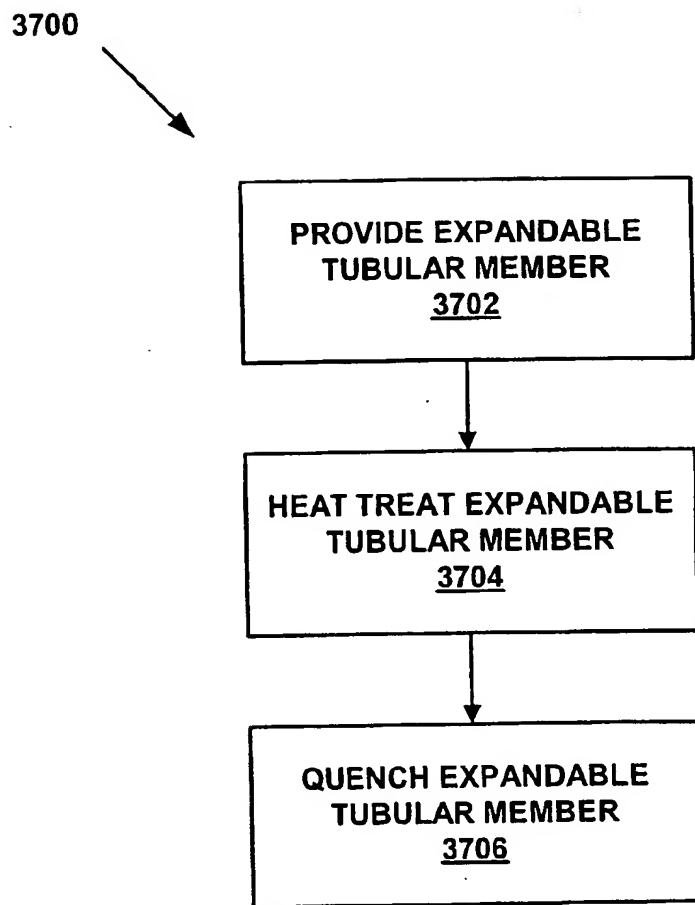 3700
PROVIDE EXPANDABLE
TUBULAR MEMBER
3702
HEAT TREAT EXPANDABLE
TUBULAR MEMBER
3704
QUENCH EXPANDABLE
TUBULAR MEMBER
3706